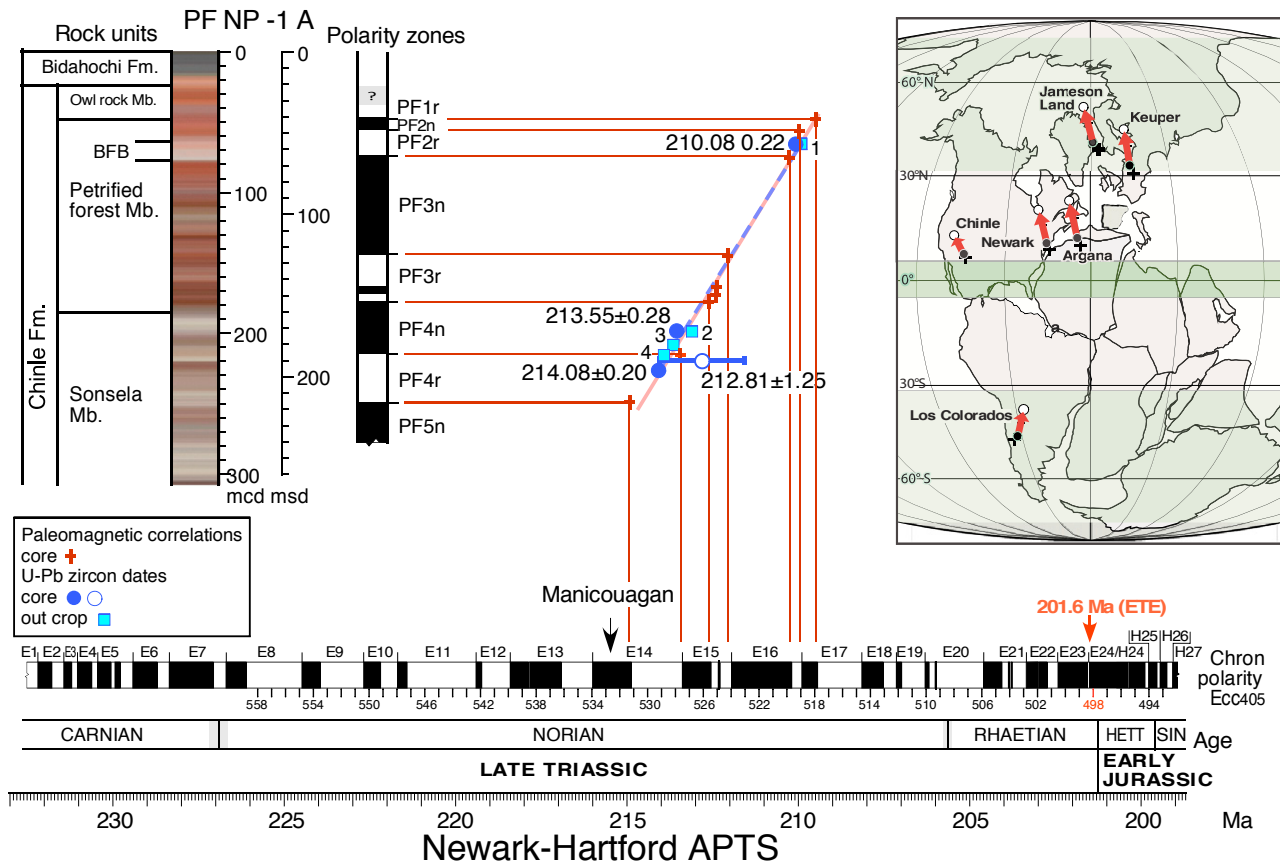 PF NP -1 A
Rock units
Polarity zones
Bidahochi Fm.
Owl rock Mb.
BFB
Petrified
forest Mb.
Chinle Fm.
Sonsela
Mb.
0
100
200
300
mcd msd
0
100
200
?
PF1r
PF2n
PF2r
PF3n
PF3r
PF4n
PF4r
PF5n
210.08 0.22
1
213.55±0.28
3
2
4
214.08±0.20
212.81±1.25
60° N
30°N
0°
30°S
60° S
Jameson
Land
Keuper
Chinle
Newark
Argana
a
Los Colorados
Paleomagnetic correlations
core
U-Pb zircon dates
core
out crop
Manicouagan
201.6 Ma (ETE)
E1 E2 E3 E4 E5 E6 E7 E8 E9 E10 E11 E12 E13 E14 E15 E16 E17 E18 E19 E20 E21 E22 E23 E24/H24 H25 H26 H27
Chron
polarity
Ecc405
558 554 550 546 542 538 534 530 526 522 518 514 510 506 502 498 494
CARNIAN NORIAN RHAETIAN HETT SIN Age
LATE TRIASSIC
EARLY
JURASSIC
230 225 220 215 210 205 200 Ma
Newark-Hartford APTS